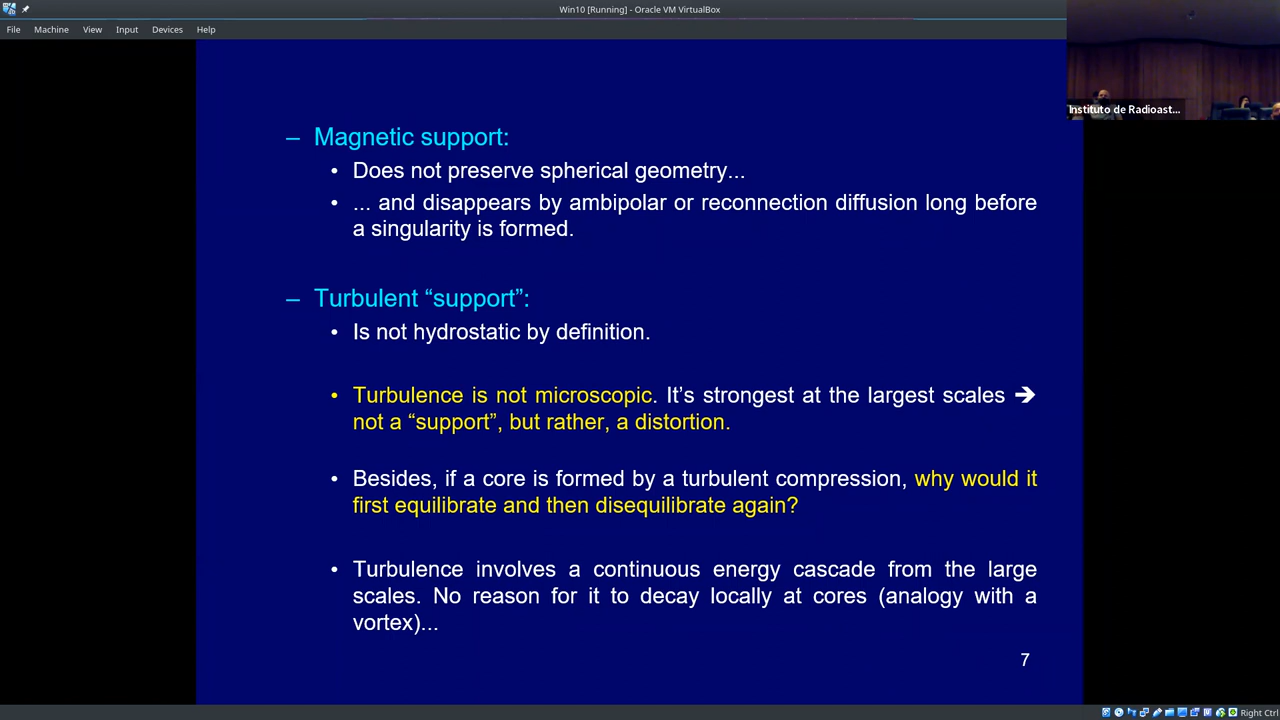 Win10 [Running] - Oracle VM VirtualBox
File Machine View Input Devices Help
Instituto de Radioast...
– Magnetic support:
• Does not preserve spherical geometry...
• ... and disappears by ambipolar or reconnection diffusion long before
a singularity is formed.
– Turbulent “support”:
• Is not hydrostatic by definition.
• Turbulence is not microscopic. It’s strongest at the largest scales ➔
not a “support”, but rather, a distortion.
• Besides, if a core is formed by a turbulent compression, why would it
first equilibrate and then disequilibrate again?
• Turbulence involves a continuous energy cascade from the large
scales. No reason for it to decay locally at cores (analogy with a
vortex)...
7
Right Ctrl